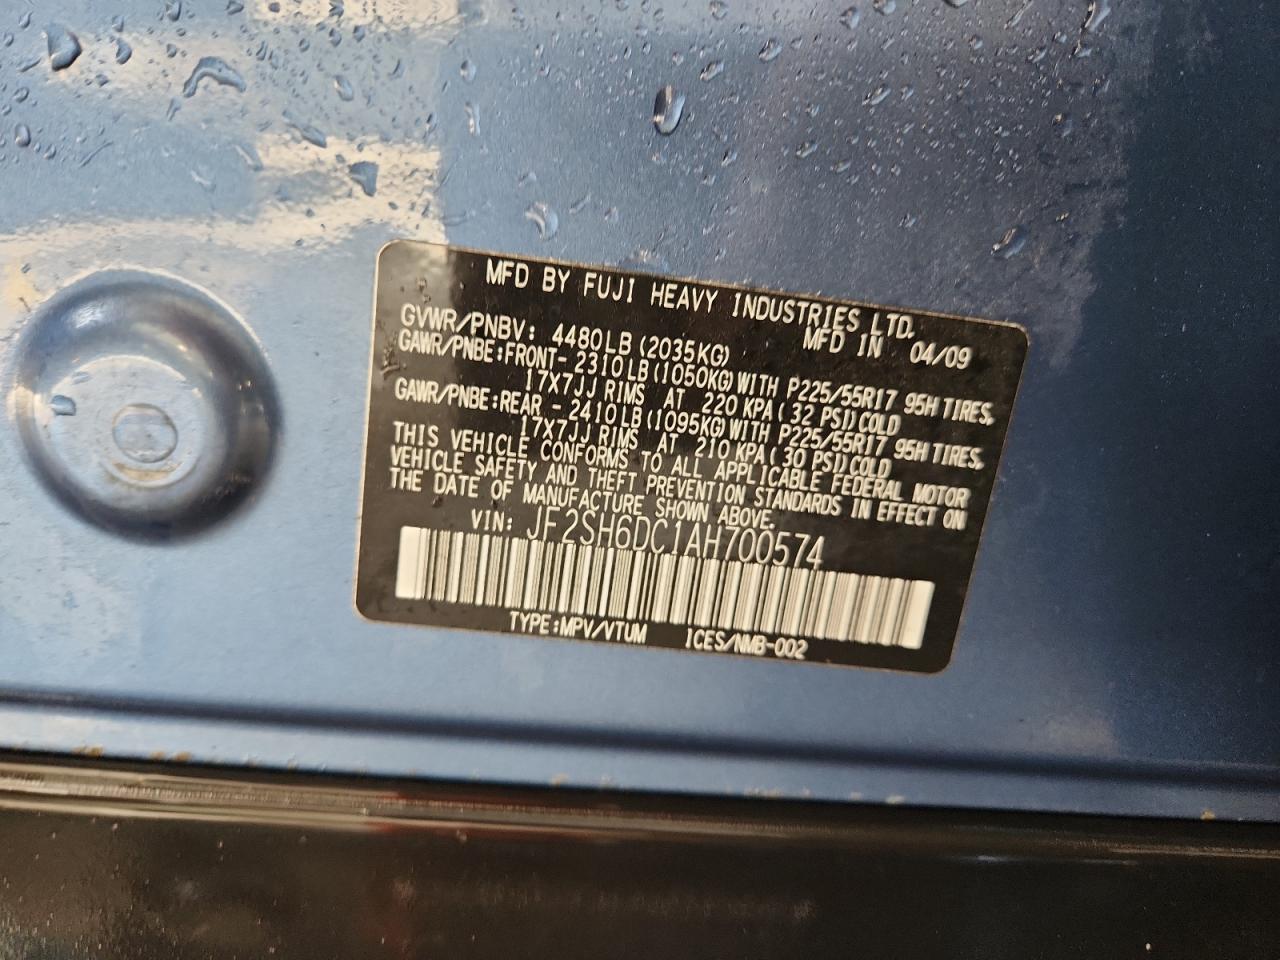 MFD BY FUJI HEAVY INDUSTRIES LTD.
MFD IN 04/09
GVWR/PNBV: 4480LB (2035KG)
GAWR/PNBE:FRONT- 2310LB(1050KG)WITH P225/55R17 95H TIRES,
17X7JJ RIMS AT 220 KPA(32 PSI)COLD
GAWR/PNBE:REAR - 2410LB(1095KG)WITH P225/55R17 95H TIRES,
17X7JJ RIMS AT 210 KPA(30 PSI)COLD
THIS VEHICLE CONFORMS TO ALL APPLICABLE FEDERAL MOTOR
VEHICLE SAFETY AND THEFT PREVENTION STANDARDS IN EFFECT ON
THE DATE OF MANUFACTURE SHOWN ABOVE.
VIN: JF2SH6DC1AH700574
TYPE:MPV/VTUM ICES/NMB-002